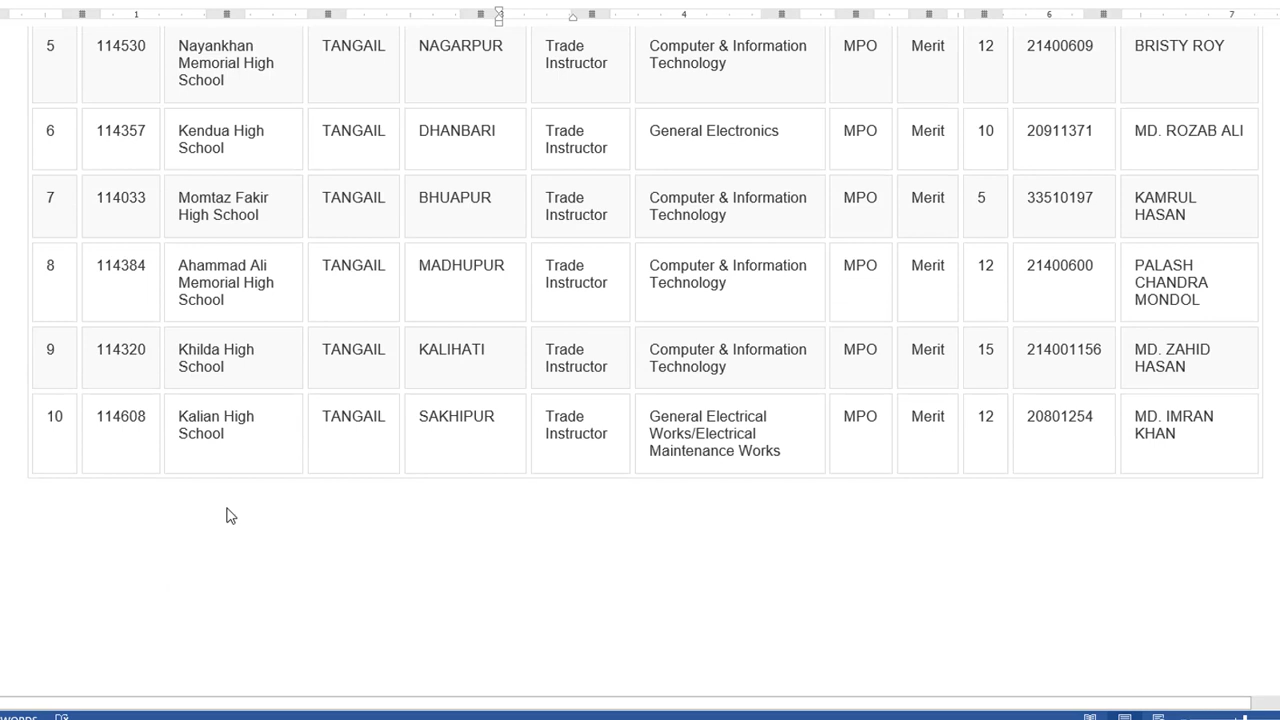 1 4 6 7
5 114530 Nayankhan Memorial High School TANGAIL NAGARPUR Trade Instructor Computer & Information Technology MPO Merit 12 21400609 BRISTY ROY
6 114357 Kendua High School TANGAIL DHANBARI Trade Instructor General Electronics MPO Merit 10 20911371 MD. ROZAB ALI
7 114033 Momtaz Fakir High School TANGAIL BHUAPUR Trade Instructor Computer & Information Technology MPO Merit 5 33510197 KAMRUL HASAN
8 114384 Ahammad Ali Memorial High School TANGAIL MADHUPUR Trade Instructor Computer & Information Technology MPO Merit 12 21400600 PALASH CHANDRA MONDOL
9 114320 Khilda High School TANGAIL KALIHATI Trade Instructor Computer & Information Technology MPO Merit 15 214001156 MD. ZAHID HASAN
10 114608 Kalian High School TANGAIL SAKHIPUR Trade Instructor General Electrical Works/Electrical Maintenance Works MPO Merit 12 20801254 MD. IMRAN KHAN